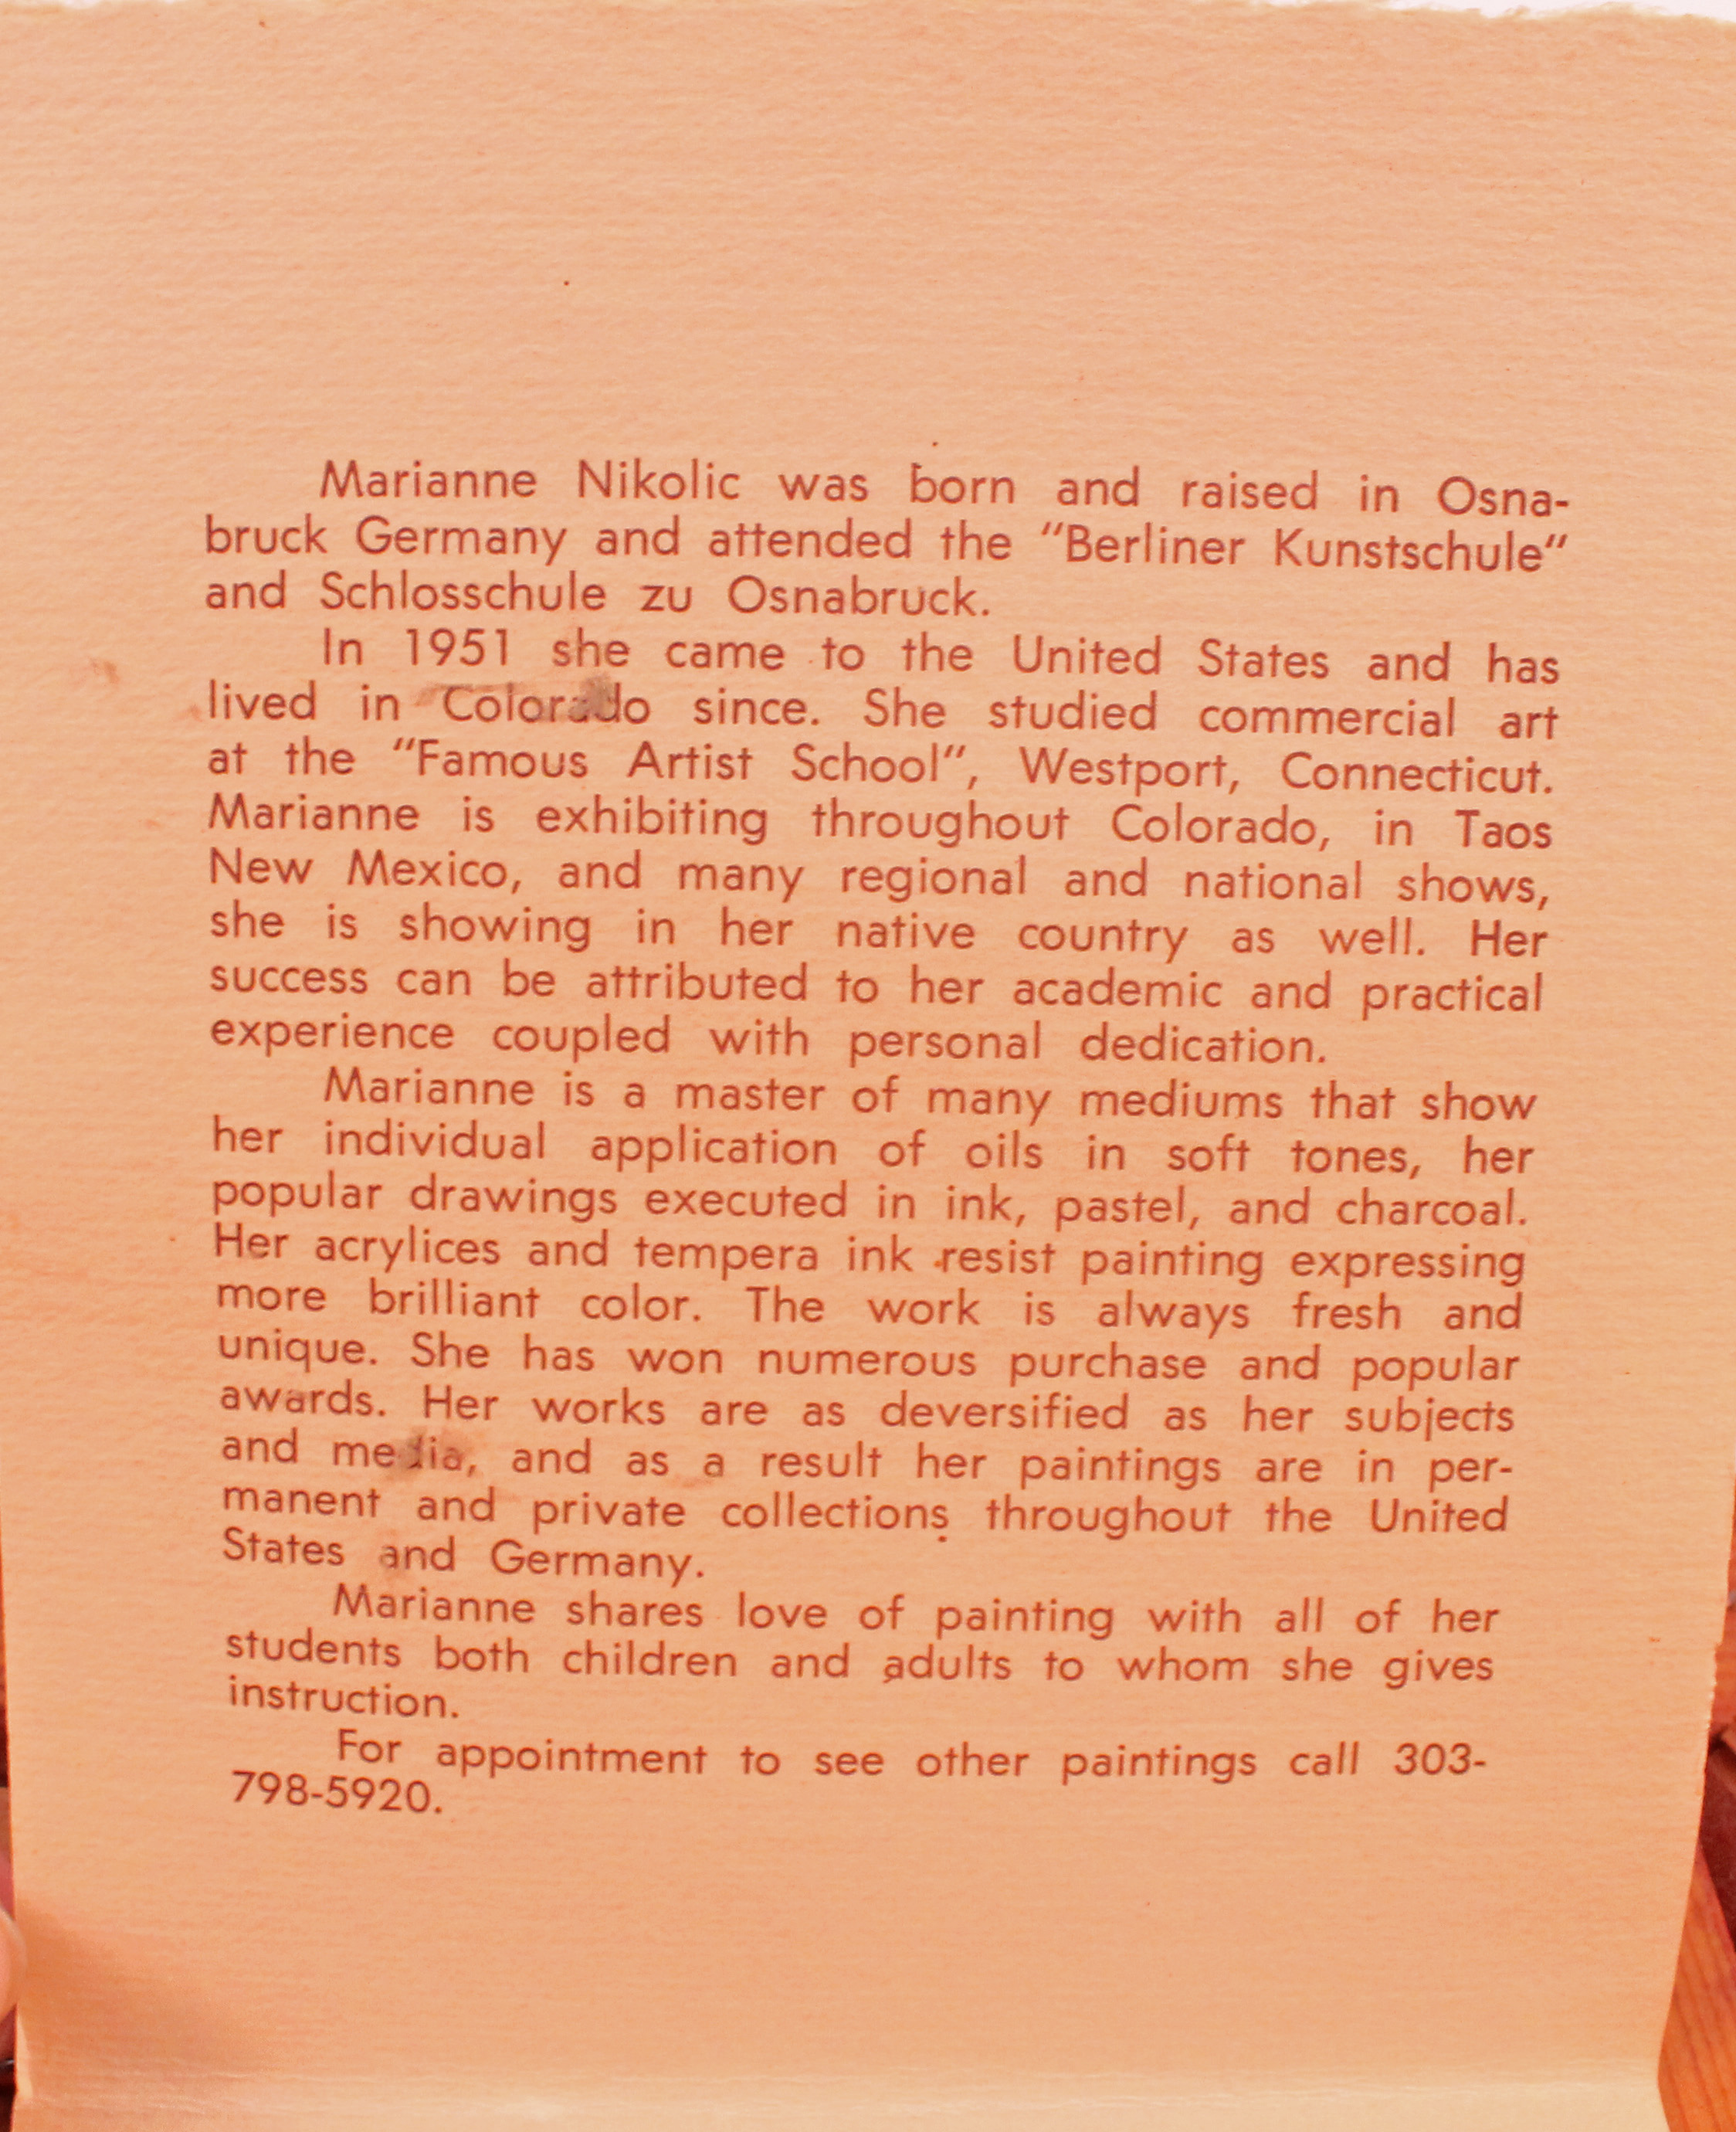 Marianne Nikolic was born and raised in Osna-
bruck Germany and attended the "Berliner Kunstschule"
and Schlosschule zu Osnabruck.
In 1951 she came to the United States and has
lived in Colorado since. She studied commercial art
at the "Famous Artist School", Westport, Connecticut.
Marianne is exhibiting throughout Colorado, in Taos
New Mexico, and many regional and national shows,
she is showing in her native country as well. Her
success can be attributed to her academic and practical
experience coupled with personal dedication.
Marianne is a master of many mediums that show
her individual application of oils in soft tones, her
popular drawings executed in ink, pastel, and charcoal.
Her acrylices and tempera ink resist painting expressing
more brilliant color. The work is always fresh and
unique. She has won numerous purchase and popular
awards. Her works are as deversified as her subjects
and media, and as a result her paintings are in per-
manent and private collections throughout the United
States and Germany.
Marianne shares love of painting with all of her
students both children and adults to whom she gives
instruction.
For appointment to see other paintings call 303-
798-5920.